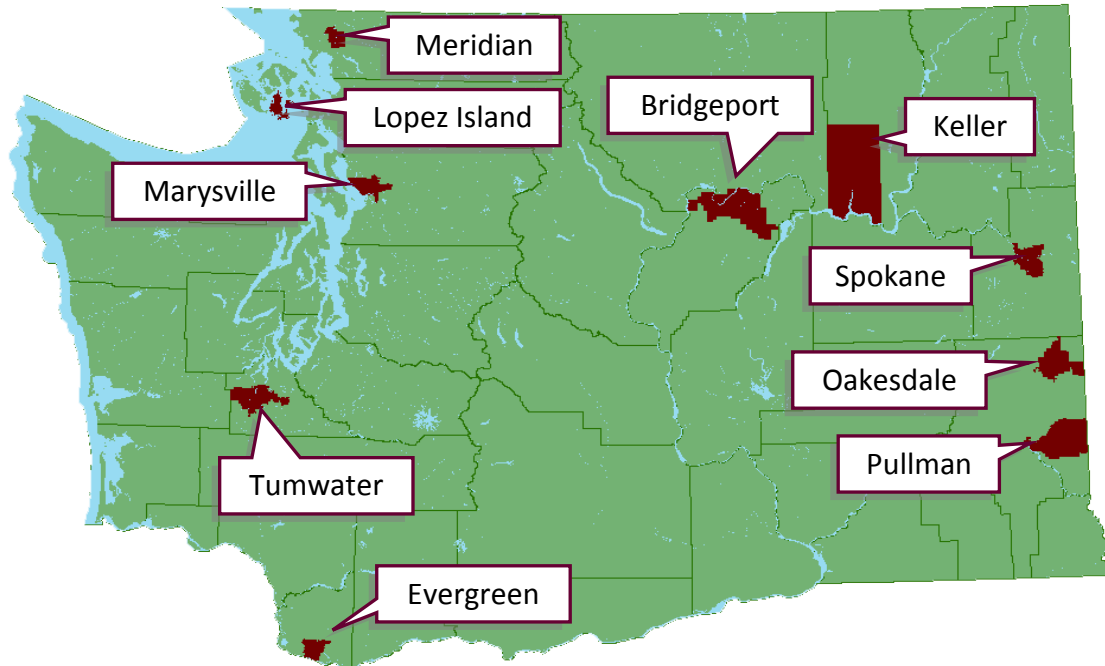 Meridian
Lopez Island
Bridgeport
Keller
Marysville
Spokane
Oakesdale
Pullman
Tumwater
Evergreen